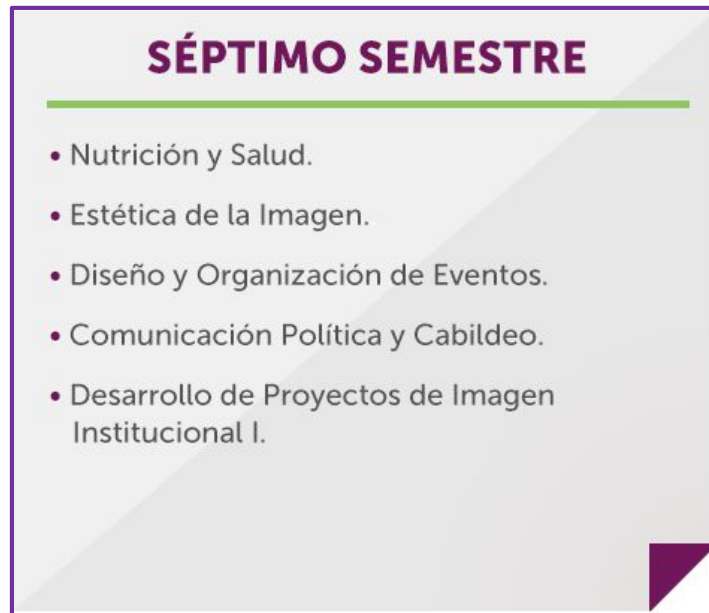 SÉPTIMO SEMESTRE
• Nutrición y Salud.
• Estética de la Imagen.
• Diseño y Organización de Eventos.
• Comunicación Política y Cabildeo.
• Desarrollo de Proyectos de Imagen
Institucional I.